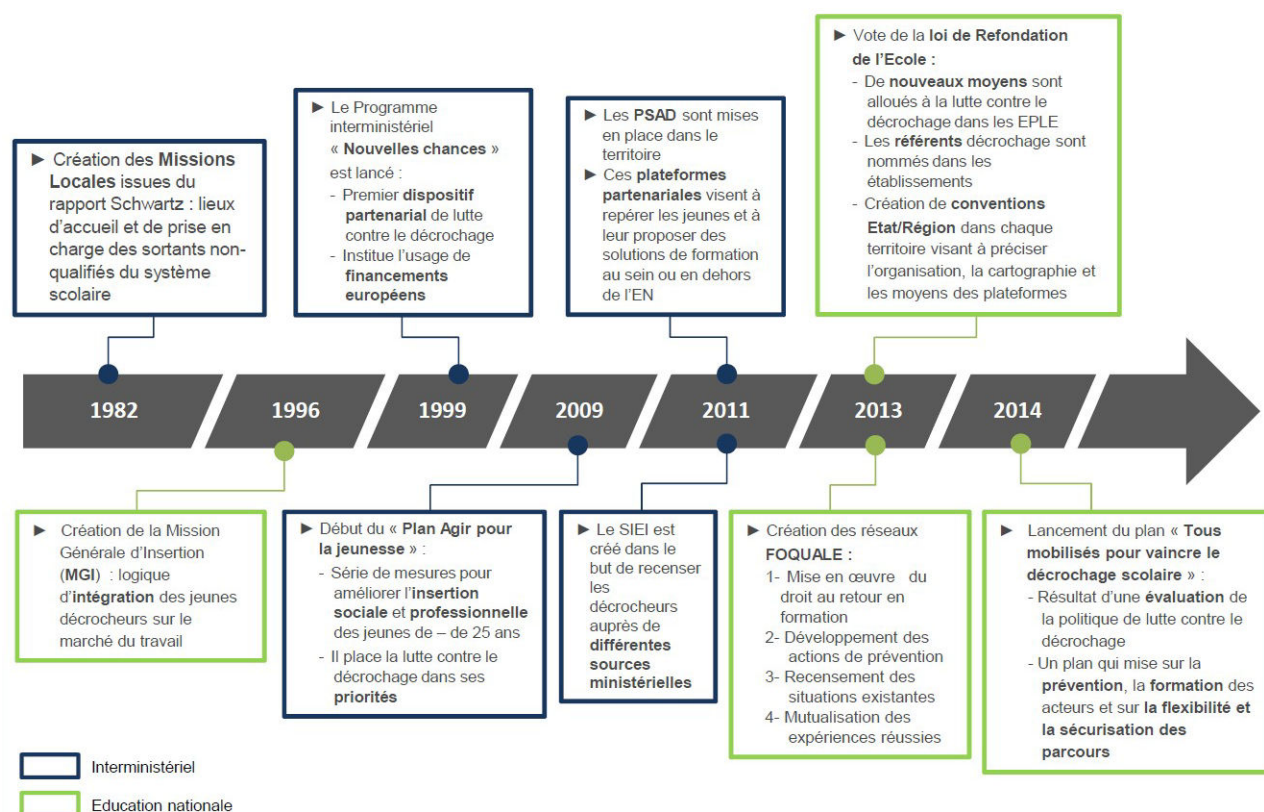 ► Création des Missions
Locales issues du
rapport Schwartz : lieux
d'accueil et de prise en
charge des sortants non-
qualifiés du système
scolaire
► Le Programme
interministériel
« Nouvelles chances »
est lancé :
- Premier dispositif
partenarial de lutte
contre le décrochage
- Institue l'usage de
financements
européens
► Les PSAD sont mises
en place dans le
territoire
► Ces plateformes
partenariales visent à
repérer les jeunes et à
leur proposer des
solutions de formation
au sein ou en dehors
de l'EN
► Vote de la loi de Refondation
de l'Ecole :
- De nouveaux moyens sont
alloués à la lutte contre le
décrochage dans les EPLE
- Les référents décrochage sont
nommés dans les
établissements
- Création de conventions
Etat/Région dans chaque
territoire visant à préciser
l'organisation, la cartographie et
les moyens des plateformes
1982
1996
1999
2009
2011
2013
2014
► Création de la Mission
Générale d'Insertion
(MGI) : logique
d'intégration des jeunes
décrocheurs sur le
marché du travail
► Début du « Plan Agir pour
la jeunesse » :
- Série de mesures pour
améliorer l'insertion
sociale et professionnelle
des jeunes de – de 25 ans
- Il place la lutte contre le
décrochage dans ses
priorités
► Le SIEI est
créé dans le
but de recenser
les
décrocheurs
auprès de
différentes
sources
ministérielles
► Création des réseaux
FOQUALE :
1- Mise en œuvre du
droit au retour en
formation
2- Développement des
actions de prévention
3- Recensement des
situations existantes
4- Mutualisation des
expériences réussies
► Lancement du plan « Tous
mobilisés pour vaincre le
décrochage scolaire » :
- Résultat d'une évaluation de
la politique de lutte contre le
décrochage
- Un plan qui mise sur la
prévention, la formation des
acteurs et sur la flexibilité et
la sécurisation des
parcours
Interministériel
Education nationale